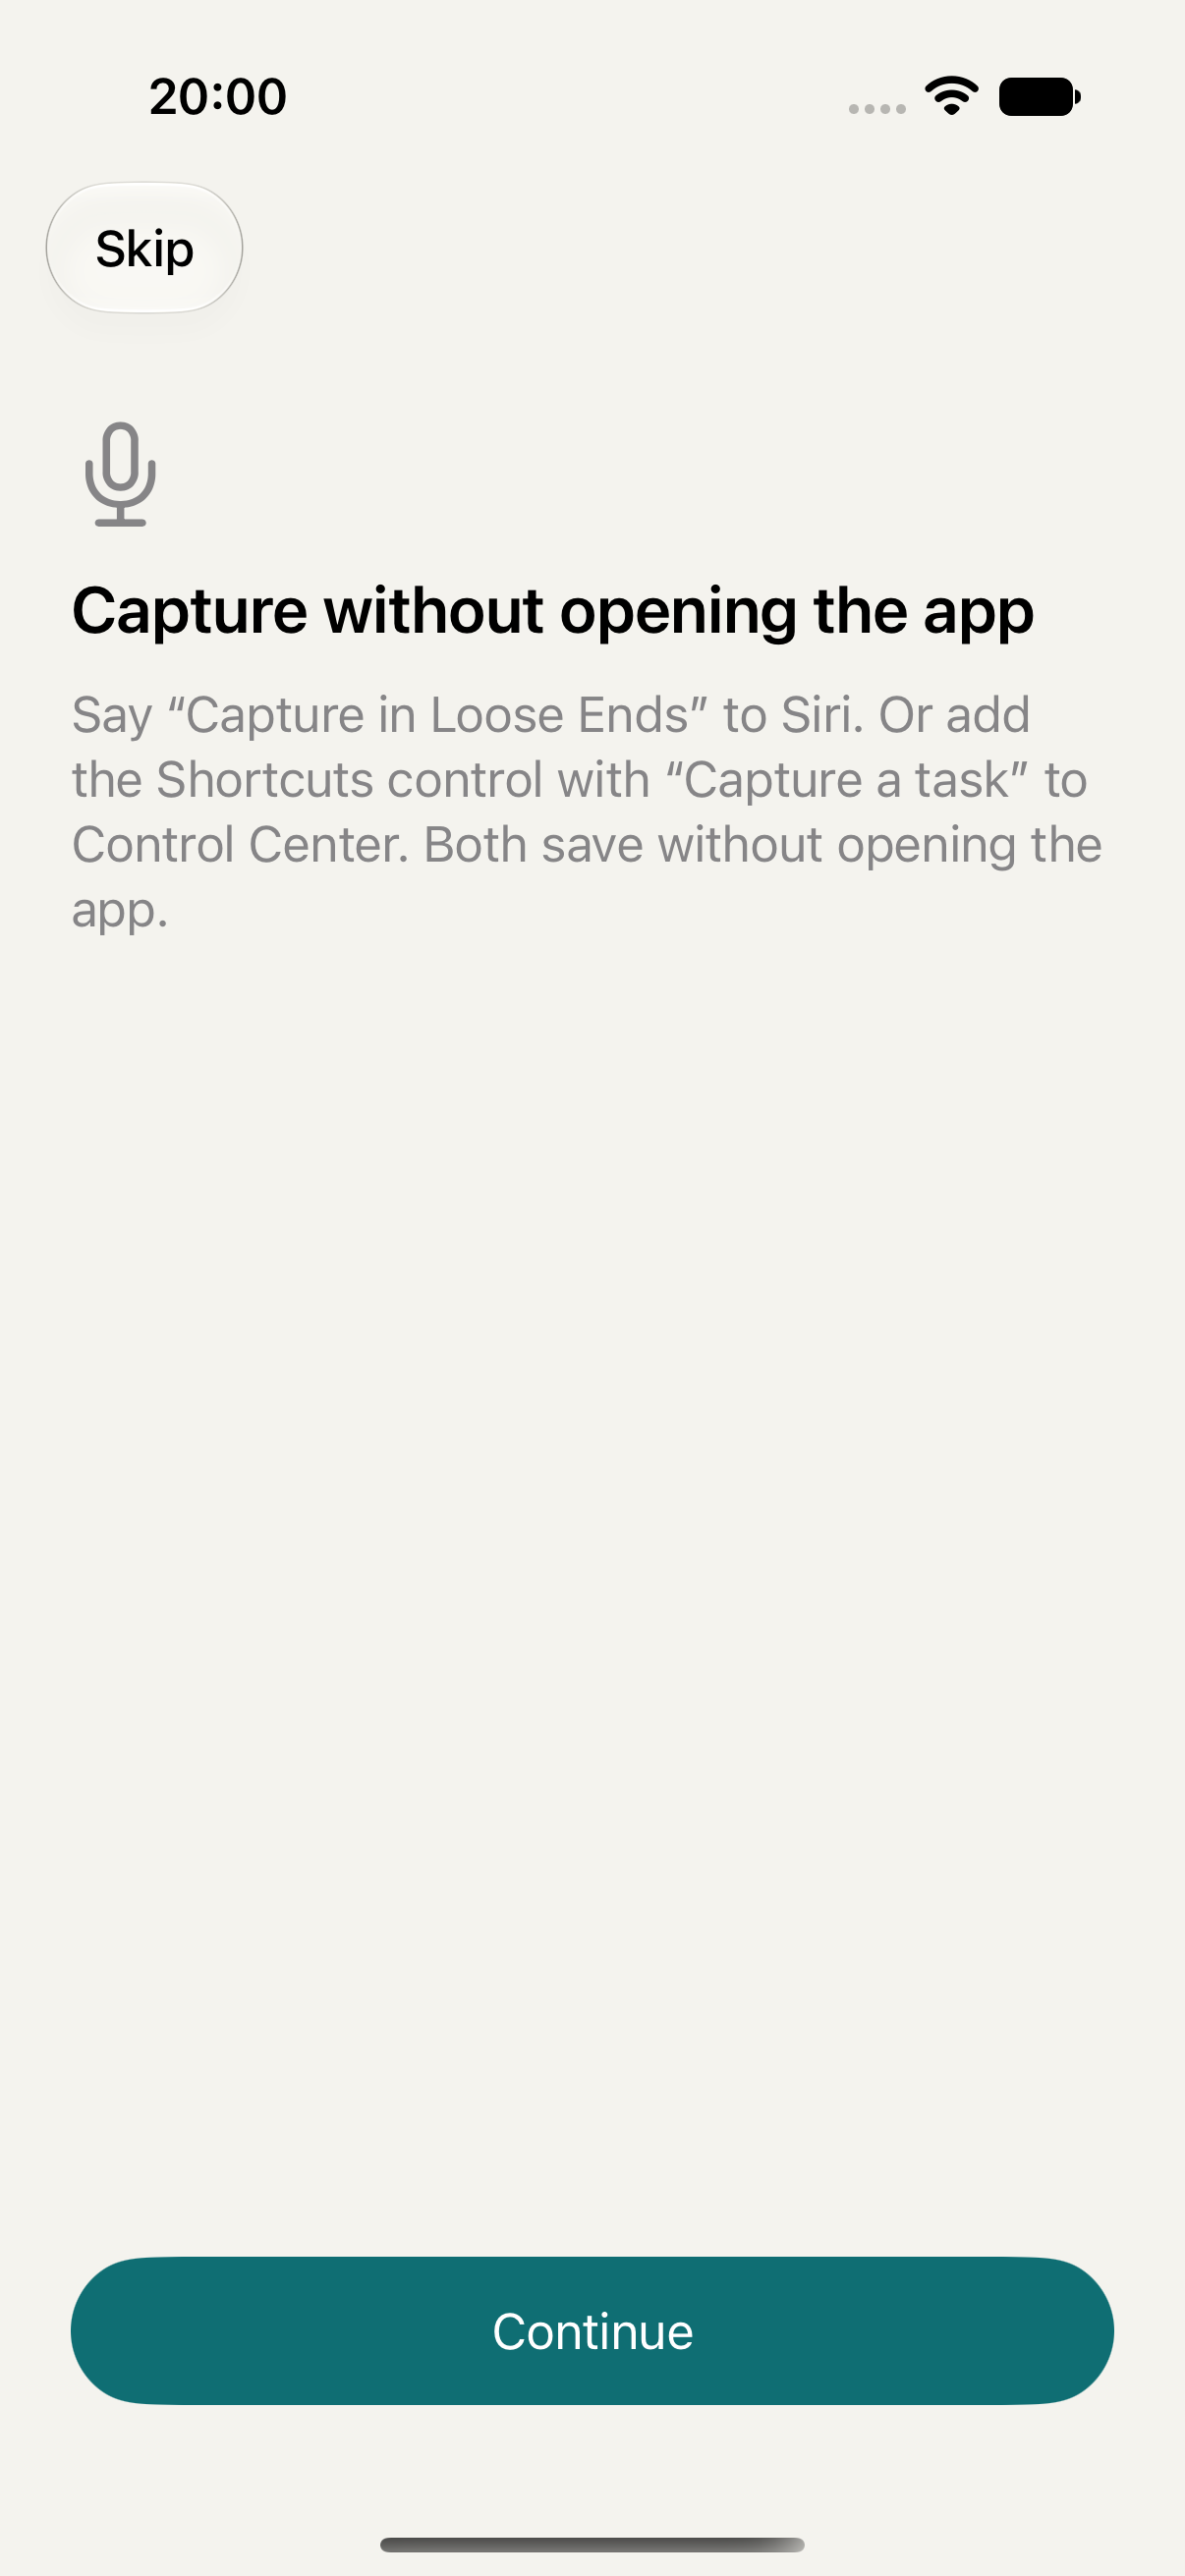 20:00
Skip
Capture without opening the app
Say “Capture in Loose Ends” to Siri. Or add
the Shortcuts control with “Capture a task” to
Control Center. Both save without opening the
app.
Continue